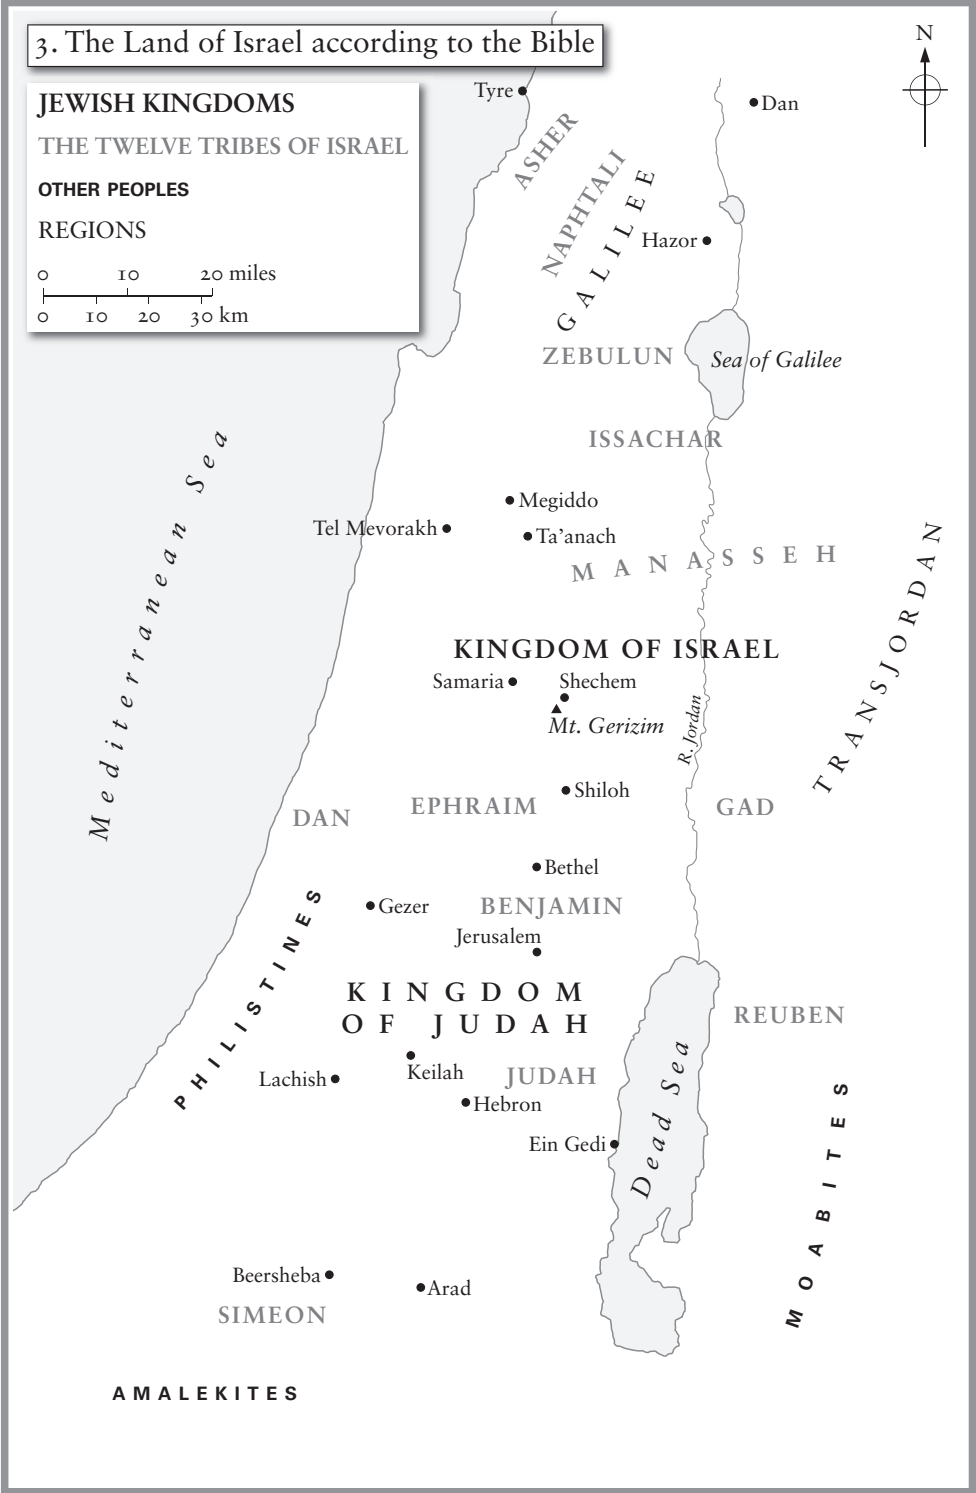 3. The Land of Israel according to the Bible
N
JEWISH KINGDOMS
THE TWELVE TRIBES OF ISRAEL
OTHER PEOPLES
REGIONS
0 10 20 miles
0 10 20 30 km
Tyre
Dan
ASHER
NAPHTALI
GALILEE
Hazor
ZEBULUN
Sea of Galilee
ISSACHAR
Mediterranean Sea
Megiddo
Tel Mevorakh
Ta'anach
MANASSEH
TRANSJORDAN
KINGDOM OF ISRAEL
Samaria
Shechem
Mt. Gerizim
R. Jordan
Shiloh
DAN
EPHRAIM
GAD
Bethel
Gezer
BENJAMIN
Jerusalem
PHILISTINES
KINGDOM
OF JUDAH
REUBEN
Keilah
Lachish
JUDAH
Hebron
Dead Sea
Ein Gedi
MOABITES
Beersheba
Arad
SIMEON
AMALEKITES